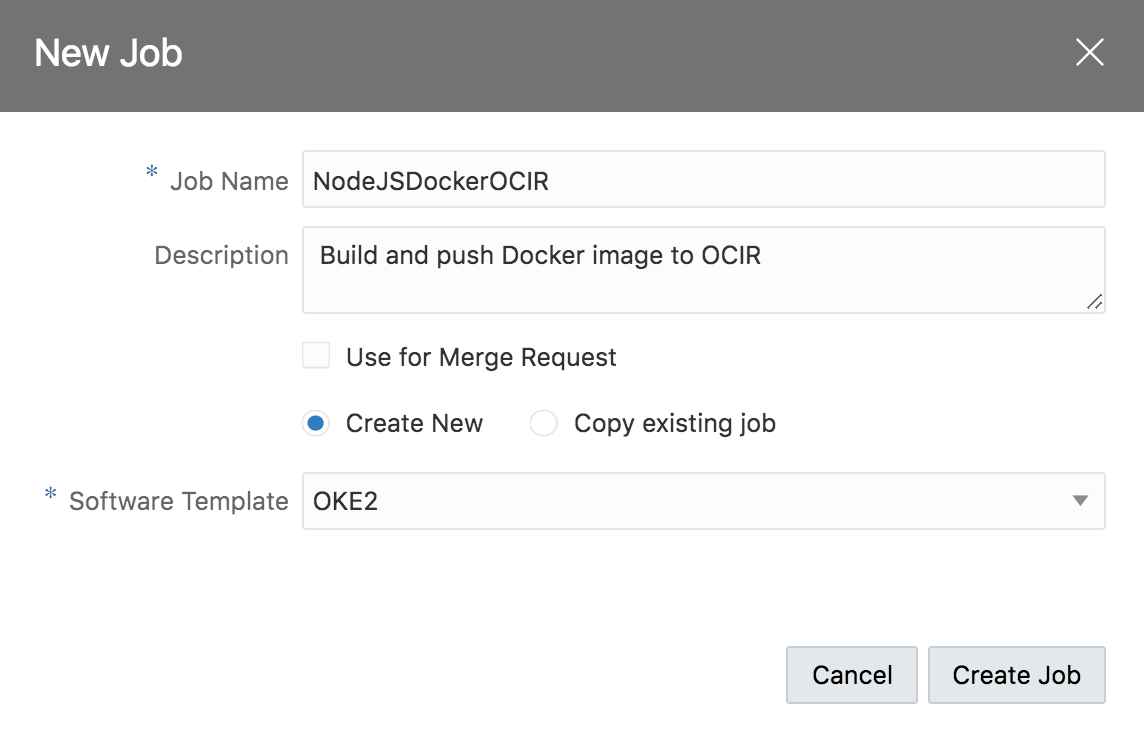 New Job
* Job Name NodeJSDockerOCIR
Description Build and push Docker image to OCIR
Use for Merge Request
Create New Copy existing job
* Software Template OKE2
Cancel Create Job